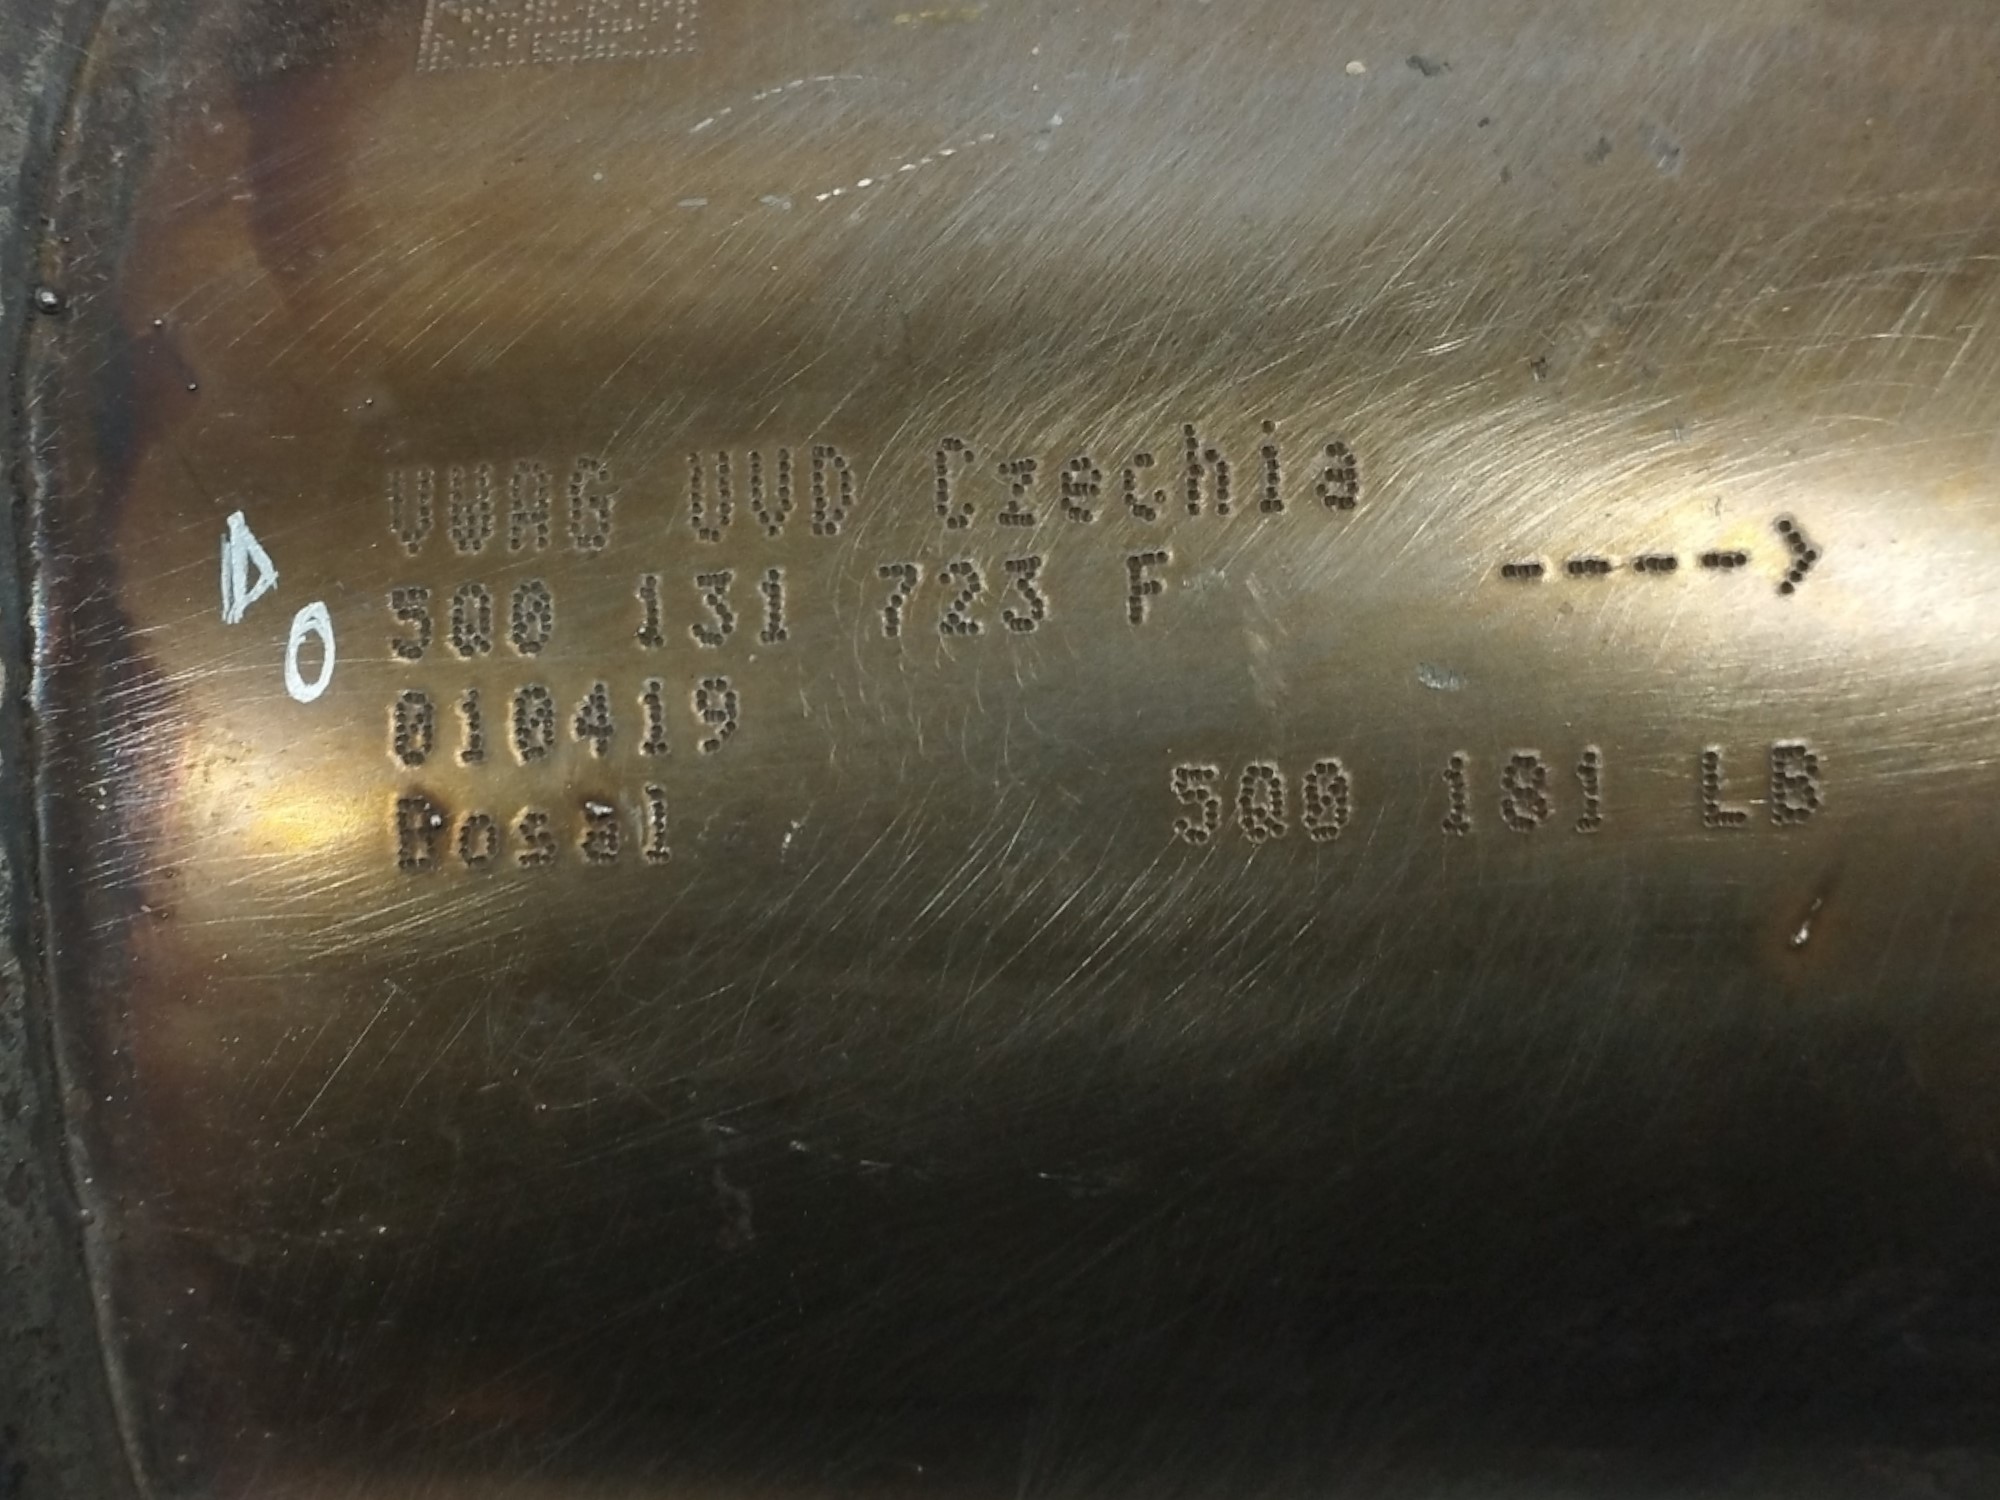 VWAG UVD Czechia
---->
5Q0 131 723 F
010419
Bosal
5Q0 181 LB
D
O